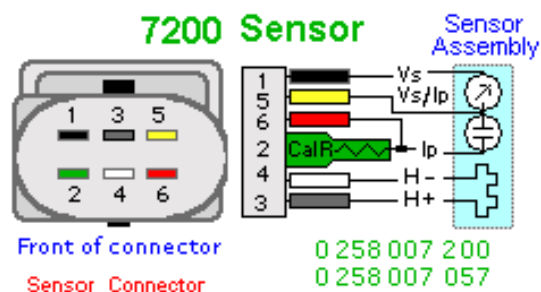 7200 Sensor
Sensor
Assembly
1 3 5
2 4 6
Front of connector
Sensor Connector
1
5
6
2
4
3
CalR
Vs
Vs/Ip
Ip
H -
H+
0 258 007 200
0 258 007 057